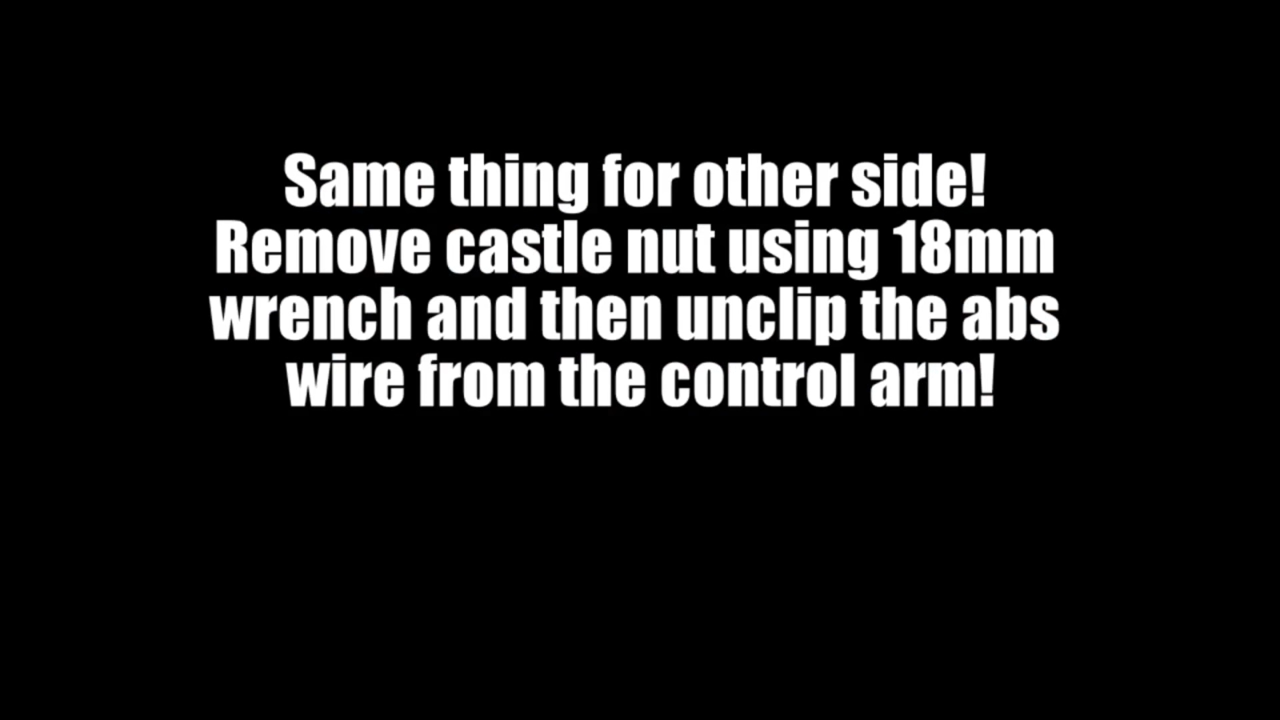 Same thing for other side!
Remove castle nut using 18mm
wrench and then unclip the abs
wire from the control arm!